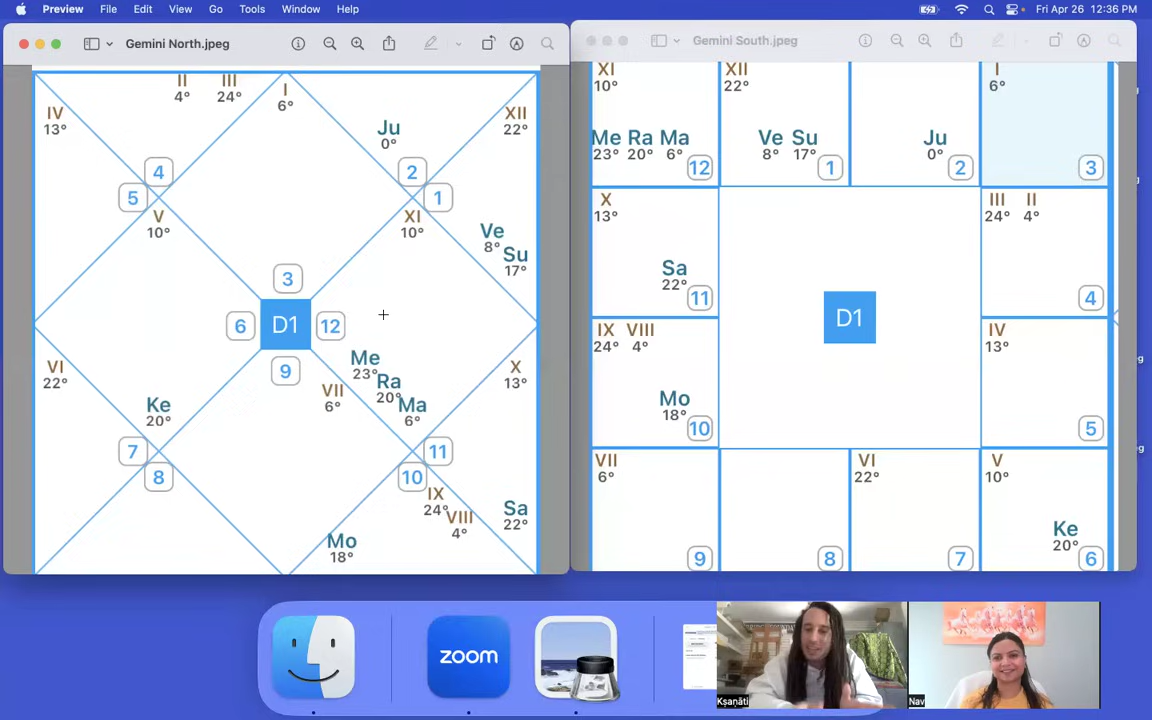 Preview File Edit View Go Tools Window Help
Fri Apr 26 12:36 PM
Gemini North.jpeg
II III I
4° 24° 6°
IV
13°
XII
22°
Ju
0°
4 2
5 1
V XI
10° 10°
Ve
8°
Su
17°
3
6 D1 12
9
Me
23°
Ra
20°
Ma
6°
VI
22°
VII
6°
X
13°
Ke
20°
7 11
8 10
IX
24°
VIII
4°
Sa
22°
Mo
18°
Gemini South.jpeg
XI XII I
10° 22° 6°
Me Ra Ma Ve Su Ju
23° 20° 6° 8° 17° 0°
12 1 2 3
X III II
13° 24° 4°
Sa
22°
11 4
D1
IX VIII IV
24° 4° 13°
Mo
18°
10 5
VII VI V
6° 22° 10°
Ke
20°
9 8 7 6
zoom
Kṣaṇāti Nav